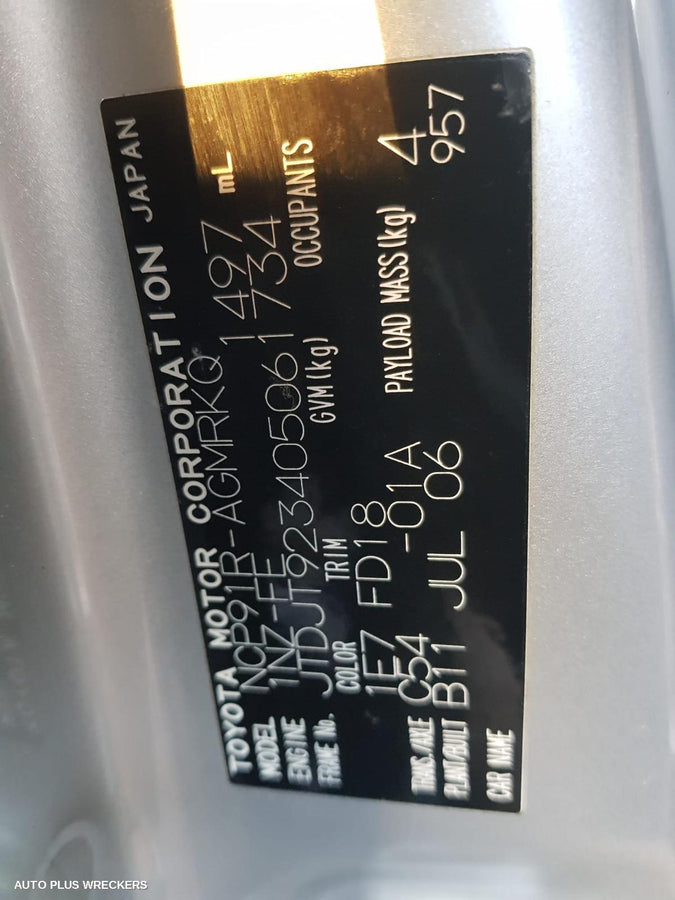 TOYOTA MOTOR CORPORATION JAPAN
MODEL NCP91R-AGMRKQ
ENGINE 1NZ-FE 1 497 mL
FRAME No. JTDJT923405061734
COLOR TRIM GVM(kg) OCCUPANTS
1E7 FD18
TRANS./AXLE C54 -01A PAYLOAD MASS(kg) 4
PLANT/BUILT B11 JUL 06 957
CAR NAME
AUTO PLUS WRECKERS